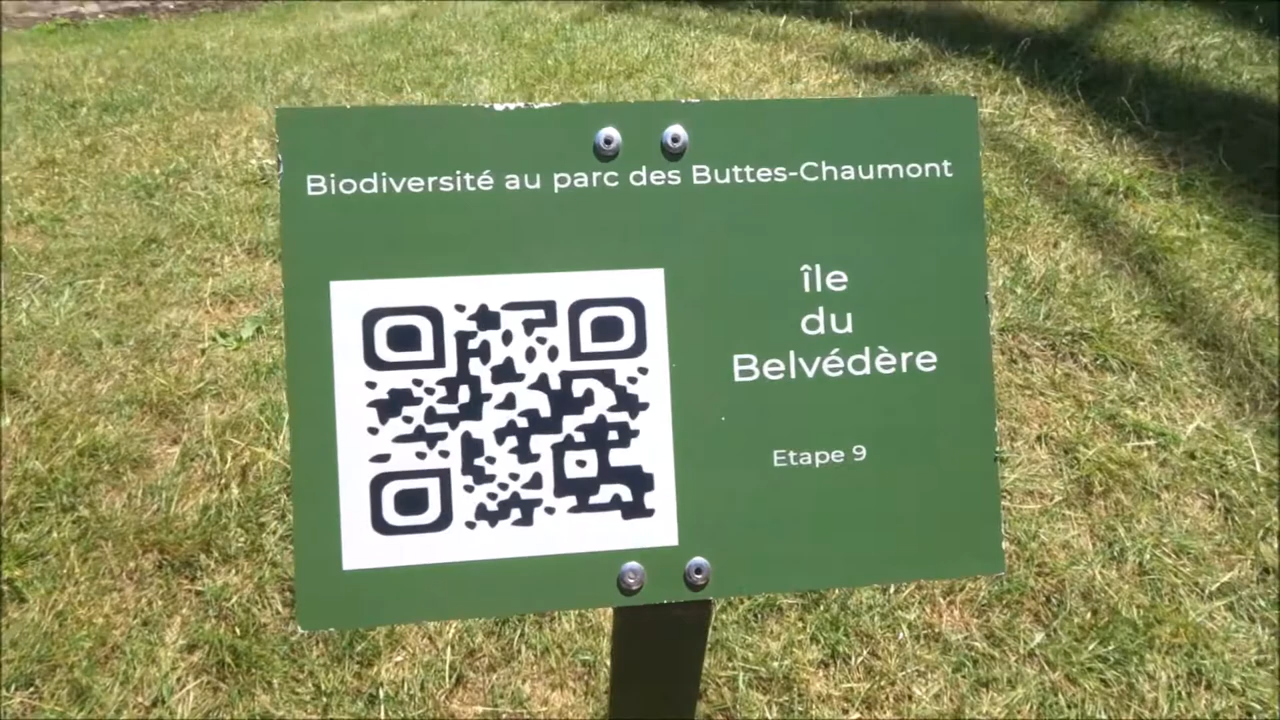 Biodiversité au parc des Buttes-Chaumont
île
du
Belvédère
Etape 9